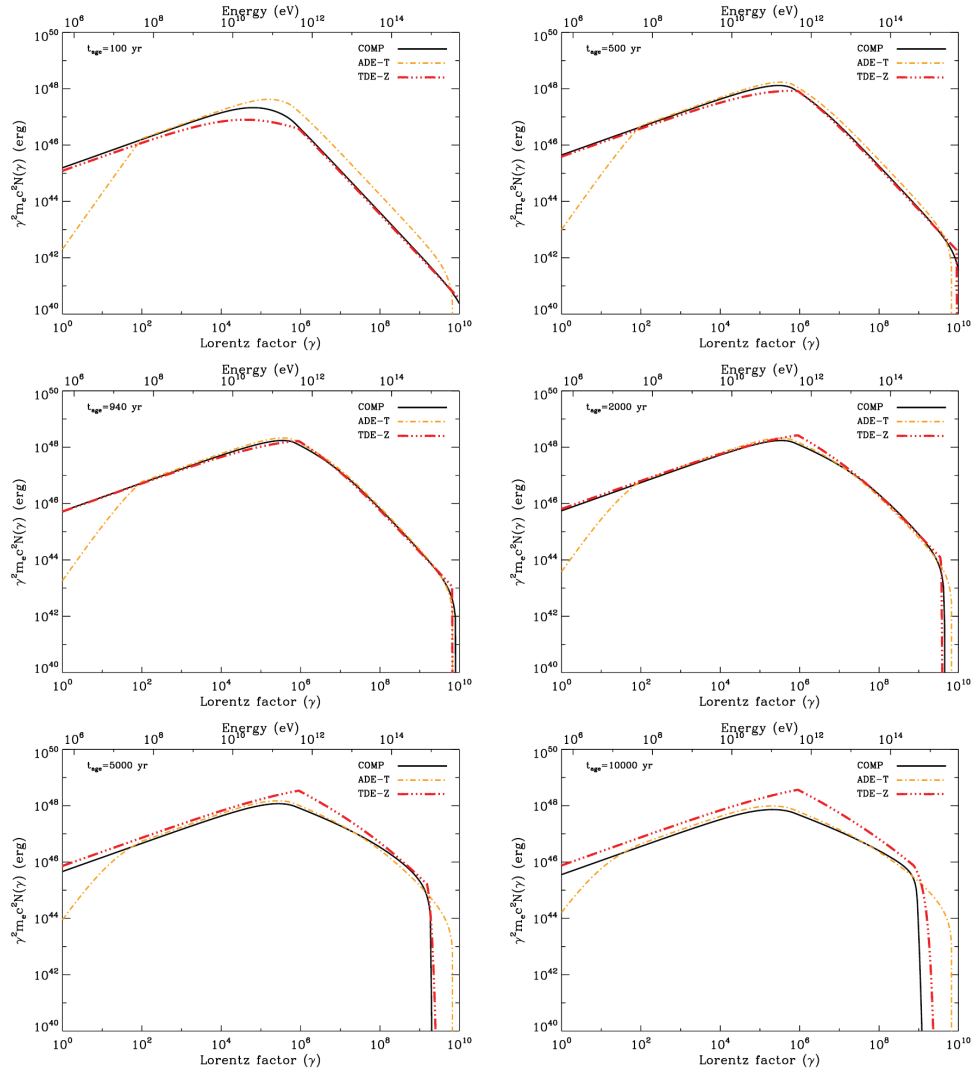 Energy (eV)
10^6 10^8 10^10 10^12 10^14
t_age=100 yr
COMP
ADE-T
TDE-Z
γ^2m_ec^2N(γ) (erg)
10^50
10^48
10^46
10^44
10^42
10^40
10^0 10^2 10^4 10^6 10^8 10^10
Lorentz factor (γ)
Energy (eV)
10^6 10^8 10^10 10^12 10^14
t_age=500 yr
COMP
ADE-T
TDE-Z
γ^2m_ec^2N(γ) (erg)
10^50
10^48
10^46
10^44
10^42
10^40
10^0 10^2 10^4 10^6 10^8 10^10
Lorentz factor (γ)
Energy (eV)
10^6 10^8 10^10 10^12 10^14
t_age=940 yr
COMP
ADE-T
TDE-Z
γ^2m_ec^2N(γ) (erg)
10^50
10^48
10^46
10^44
10^42
10^40
10^0 10^2 10^4 10^6 10^8 10^10
Lorentz factor (γ)
Energy (eV)
10^6 10^8 10^10 10^12 10^14
t_age=2000 yr
COMP
ADE-T
TDE-Z
γ^2m_ec^2N(γ) (erg)
10^50
10^48
10^46
10^44
10^42
10^40
10^0 10^2 10^4 10^6 10^8 10^10
Lorentz factor (γ)
Energy (eV)
10^6 10^8 10^10 10^12 10^14
t_age=5000 yr
COMP
ADE-T
TDE-Z
γ^2m_ec^2N(γ) (erg)
10^50
10^48
10^46
10^44
10^42
10^40
10^0 10^2 10^4 10^6 10^8 10^10
Lorentz factor (γ)
Energy (eV)
10^6 10^8 10^10 10^12 10^14
t_age=10000 yr
COMP
ADE-T
TDE-Z
γ^2m_ec^2N(γ) (erg)
10^50
10^48
10^46
10^44
10^42
10^40
10^0 10^2 10^4 10^6 10^8 10^10
Lorentz factor (γ)